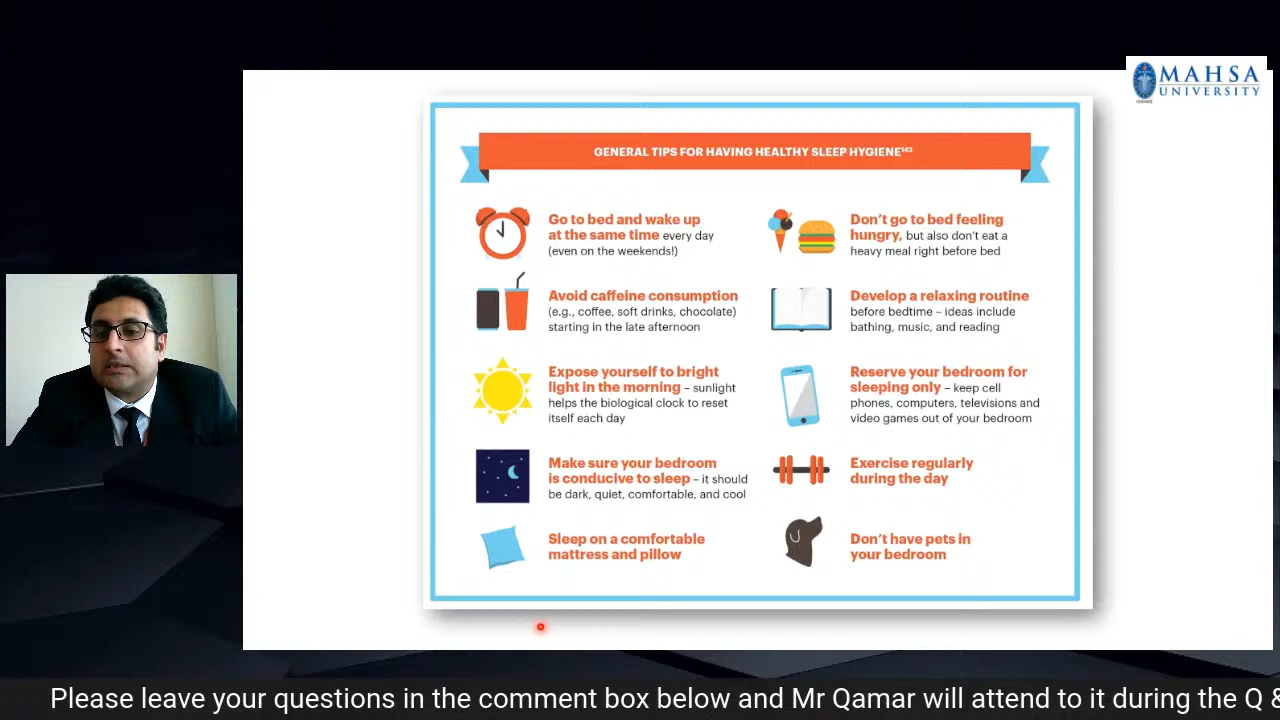 MAHSA
UNIVERSITY
GENERAL TIPS FOR HAVING HEALTHY SLEEP HYGIENE¹⁴²
Go to bed and wake up
at the same time every day
(even on the weekends!)
Don't go to bed feeling
hungry, but also don't eat a
heavy meal right before bed
Avoid caffeine consumption
(e.g., coffee, soft drinks, chocolate)
starting in the late afternoon
Develop a relaxing routine
before bedtime – ideas include
bathing, music, and reading
Expose yourself to bright
light in the morning – sunlight
helps the biological clock to reset
itself each day
Reserve your bedroom for
sleeping only – keep cell
phones, computers, televisions and
video games out of your bedroom
Make sure your bedroom
is conducive to sleep – it should
be dark, quiet, comfortable, and cool
Exercise regularly
during the day
Sleep on a comfortable
mattress and pillow
Don't have pets in
your bedroom
Please leave your questions in the comment box below and Mr Qamar will attend to it during the Q &